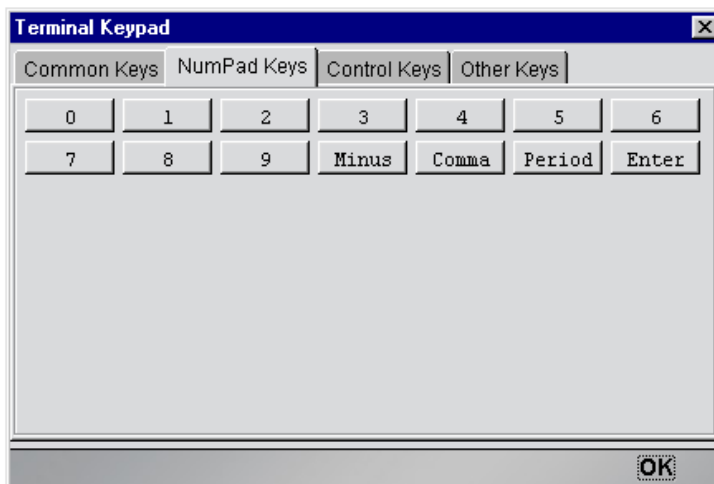 Terminal Keypad
Common Keys NumPad Keys Control Keys Other Keys
0 1 2 3 4 5 6
7 8 9 Minus Comma Period Enter
OK